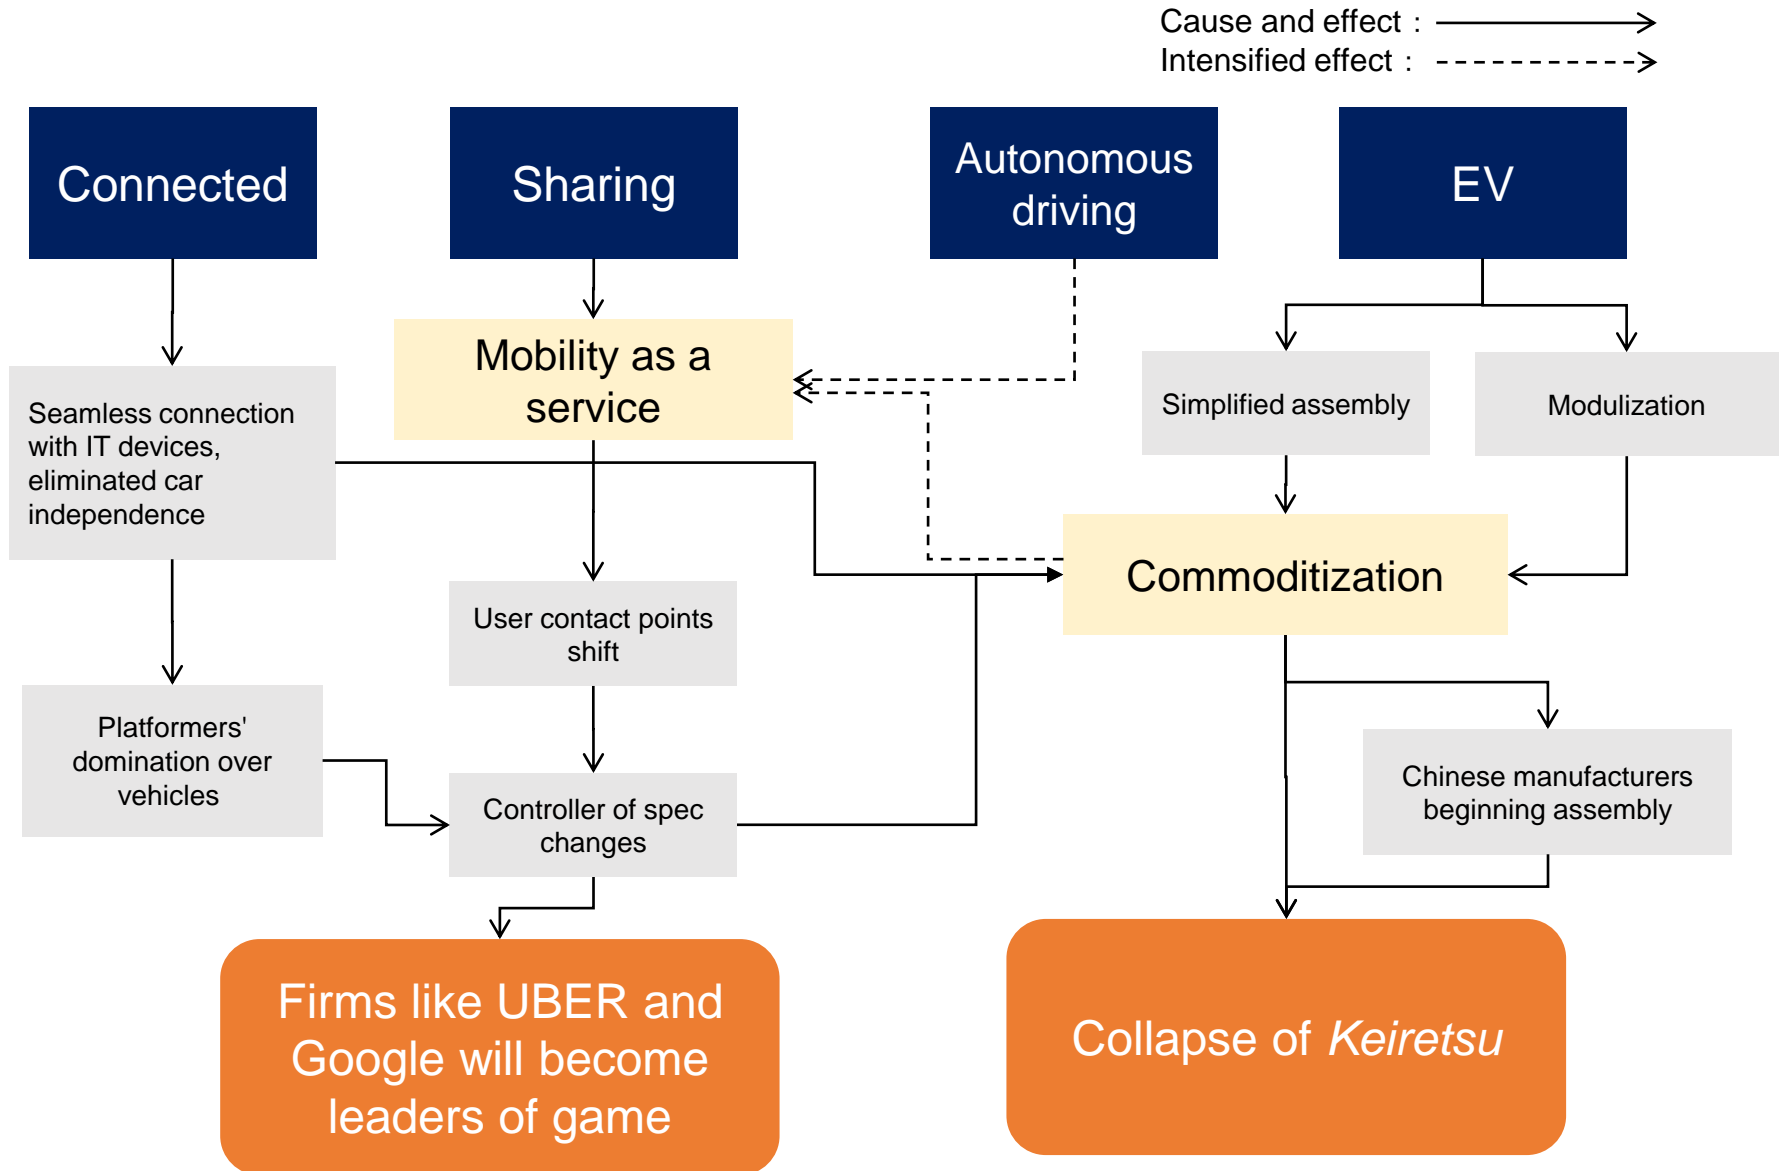 Cause and effect :
Intensified effect :
Connected
Sharing
Autonomous
driving
EV
Mobility as a
service
Seamless connection
with IT devices,
eliminated car
independence
Simplified assembly
Modulization
Commoditization
User contact points
shift
Platformers'
domination over
vehicles
Controller of spec
changes
Chinese manufacturers
beginning assembly
Firms like UBER and
Google will become
leaders of game
Collapse of Keiretsu